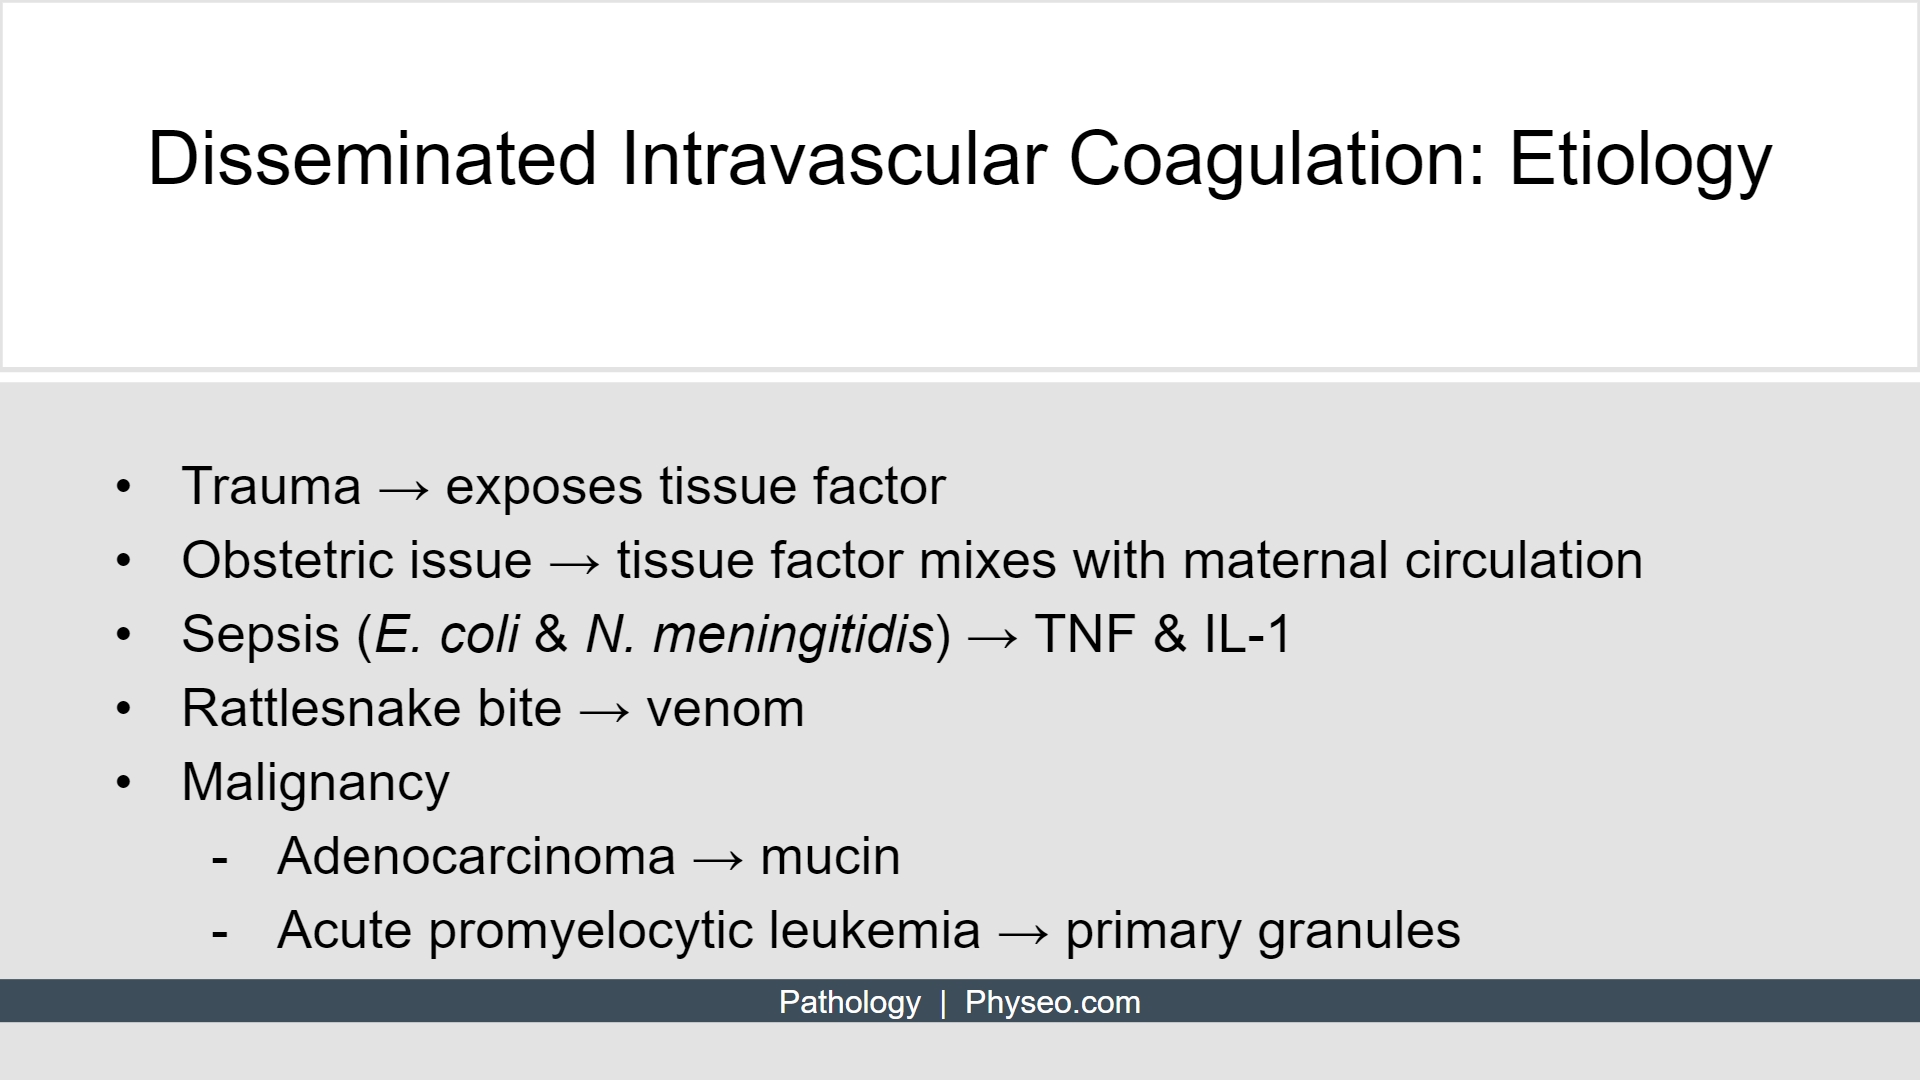 Disseminated Intravascular Coagulation: Etiology
• Trauma → exposes tissue factor
• Obstetric issue → tissue factor mixes with maternal circulation
• Sepsis (E. coli & N. meningitidis) → TNF & IL-1
• Rattlesnake bite → venom
• Malignancy
- Adenocarcinoma → mucin
- Acute promyelocytic leukemia → primary granules
Pathology | Physeo.com